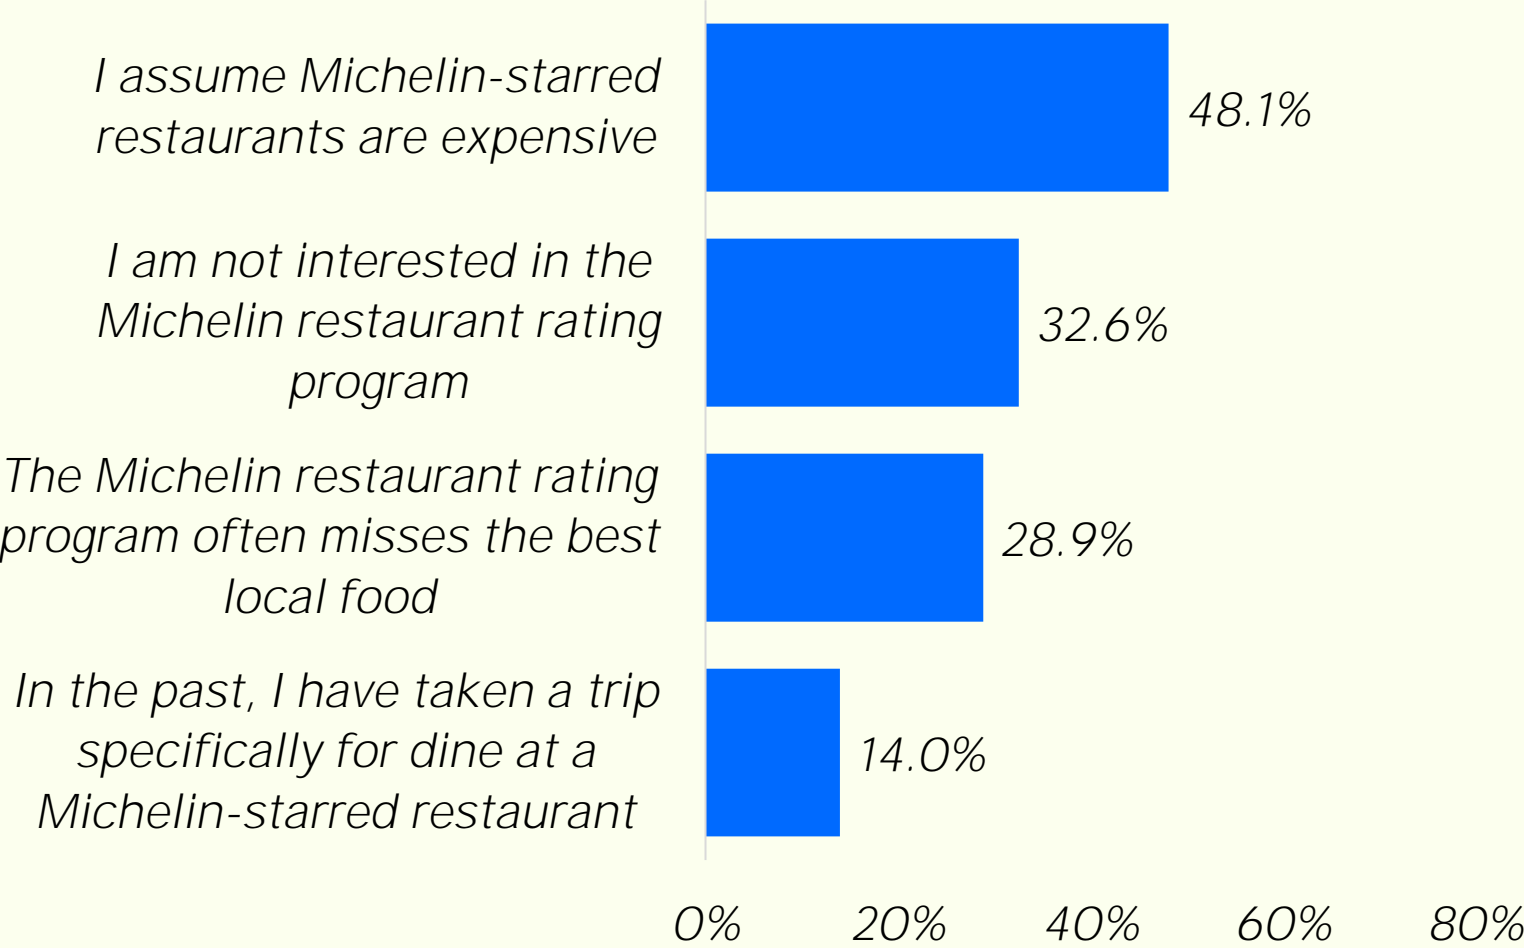 I assume Michelin-starred
restaurants are expensive
48.1%
I am not interested in the
Michelin restaurant rating
program
32.6%
The Michelin restaurant rating
program often misses the best
local food
28.9%
In the past, I have taken a trip
specifically for dine at a
Michelin-starred restaurant
14.0%
0% 20% 40% 60% 80%